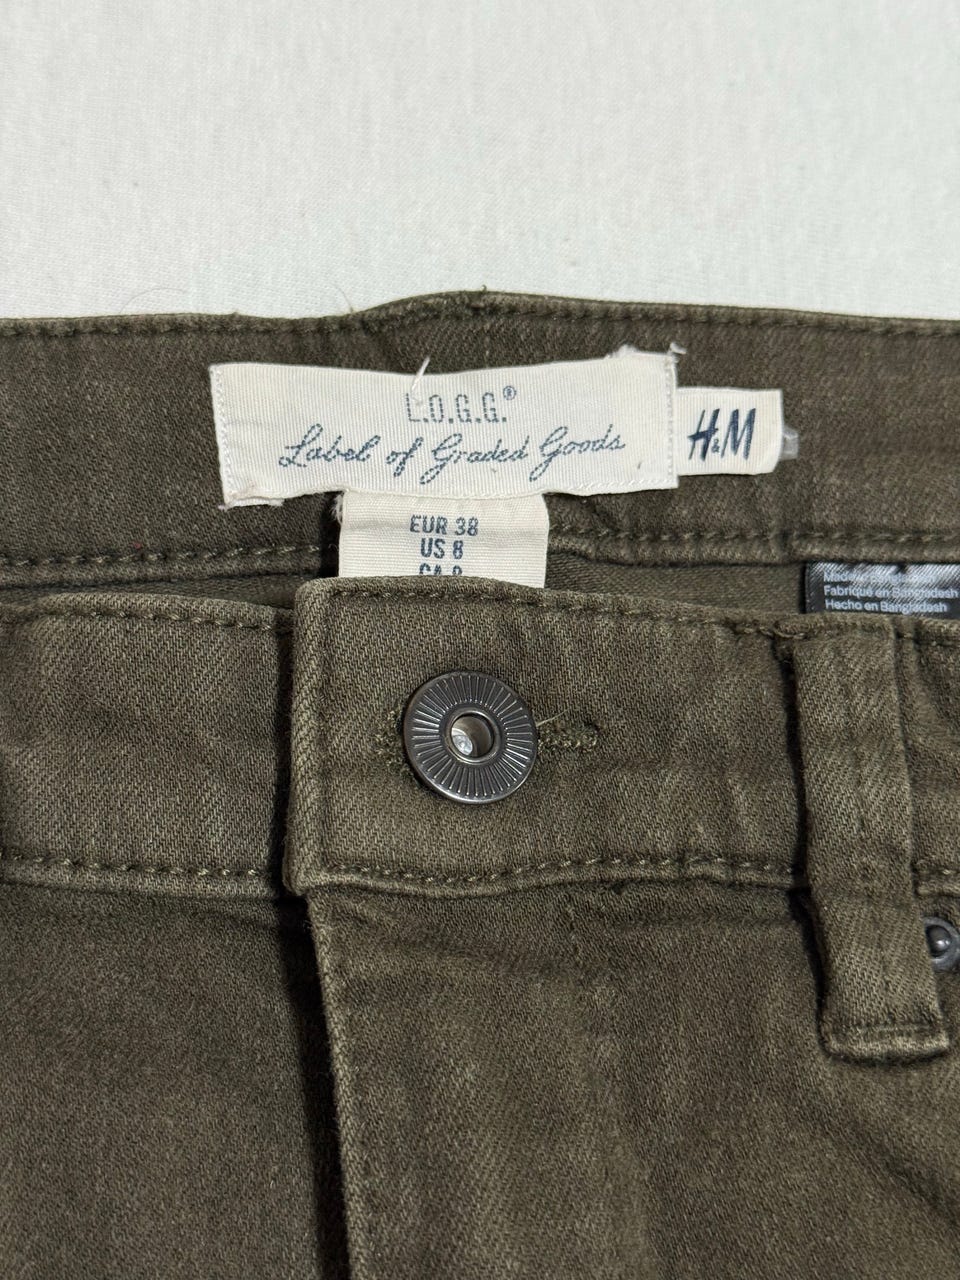 L.O.G.G.®
Label of Graded Goods
H&M
EUR 38
US 8
Fabriqué en Bangladesh
Hecho en Bangladesh